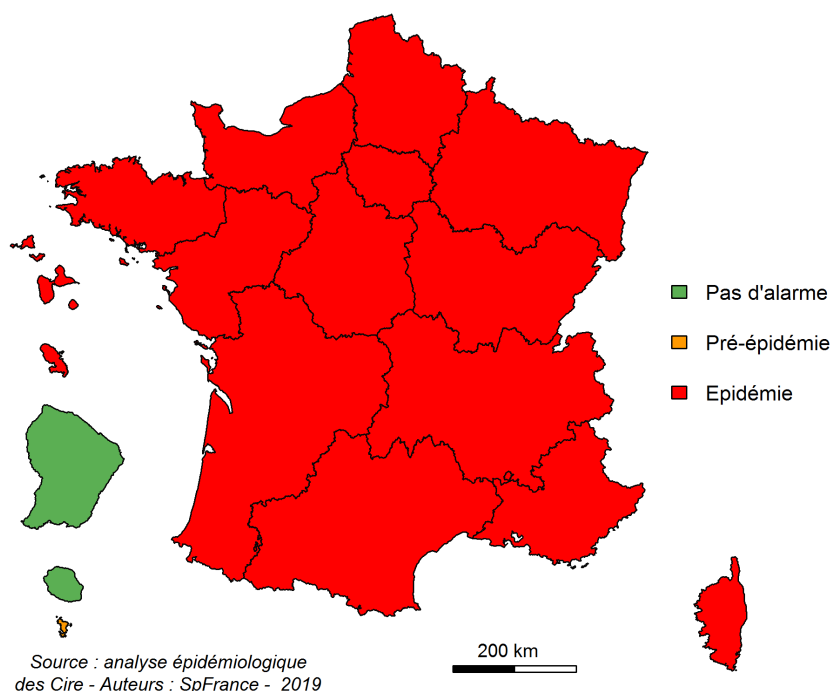 Pas d'alarme
Pré-épidémie
Epidémie
200 km
Source : analyse épidémiologique
des Cire - Auteurs : SpFrance - 2019